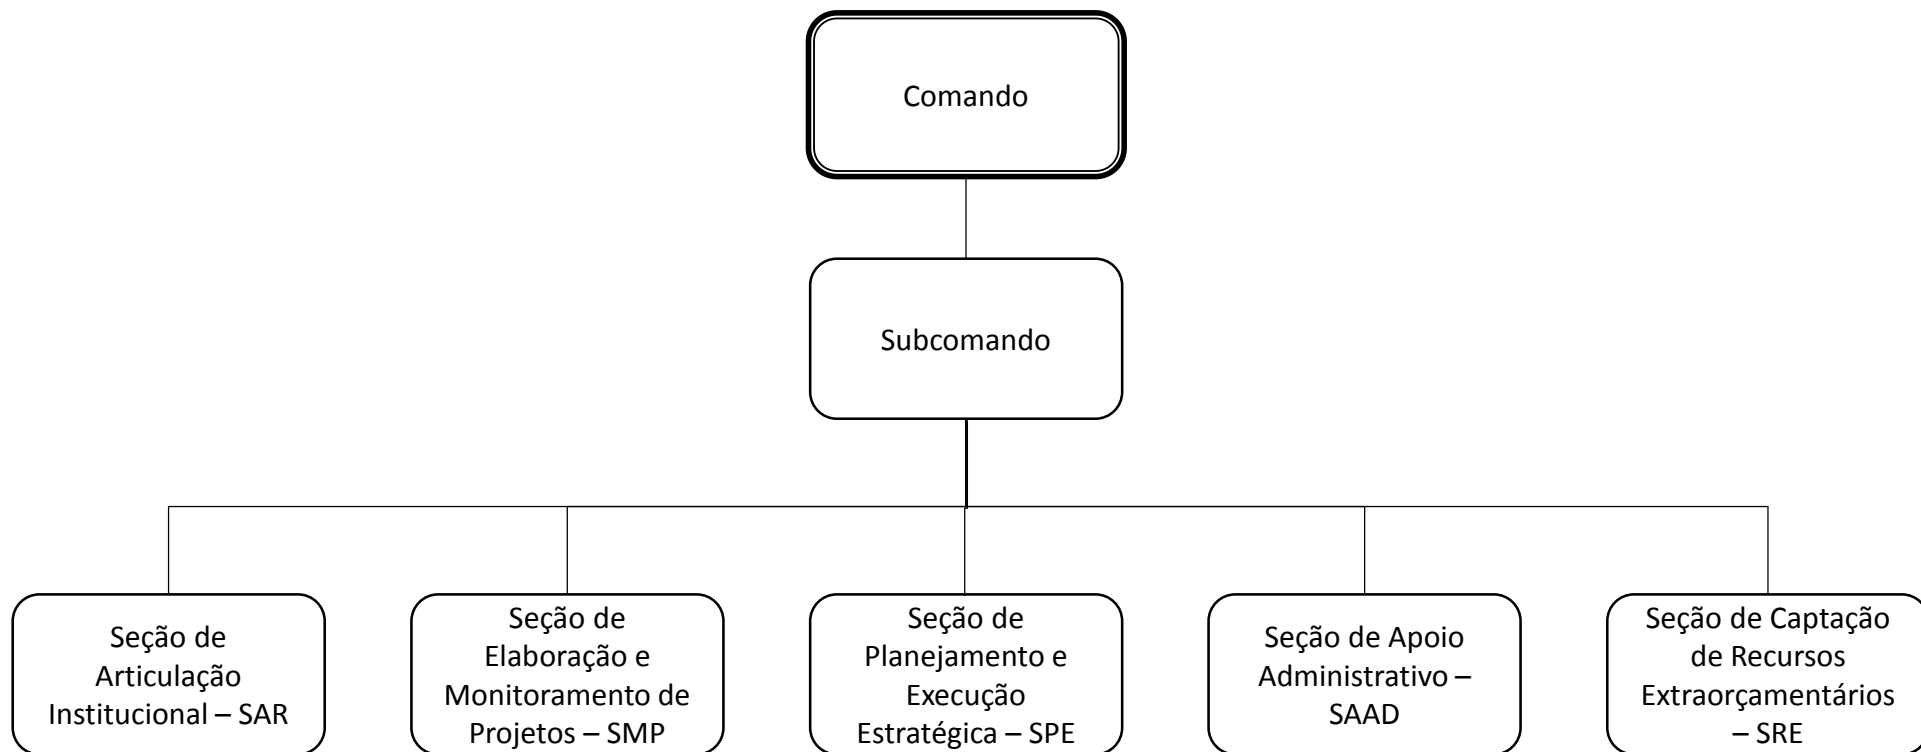 Comando
Subcomando
Seção de
Articulação
Institucional – SAR
Seção de
Elaboração e
Monitoramento de
Projetos – SMP
Seção de
Planejamento e
Execução
Estratégica – SPE
Seção de Apoio
Administrativo –
SAAD
Seção de Captação
de Recursos
Extraorçamentários
– SRE